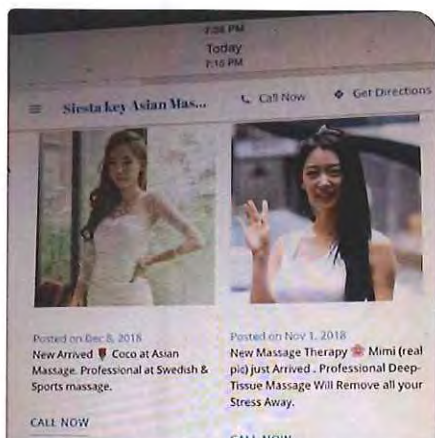 7:08 PM
Today
7:10 PM
Siesta key Asian Mas...
Call Now
Get Directions
Posted on Dec 8, 2018
New Arrived 🌹 Coco at Asian
Massage. Professional at Swedish &
Sports massage.
CALL NOW
Posted on Nov 1, 2018
New Massage Therapy 🌸 Mimi (real
pic) just Arrived . Professional Deep-
Tissue Massage Will Remove all your
Stress Away.
CALL NOW